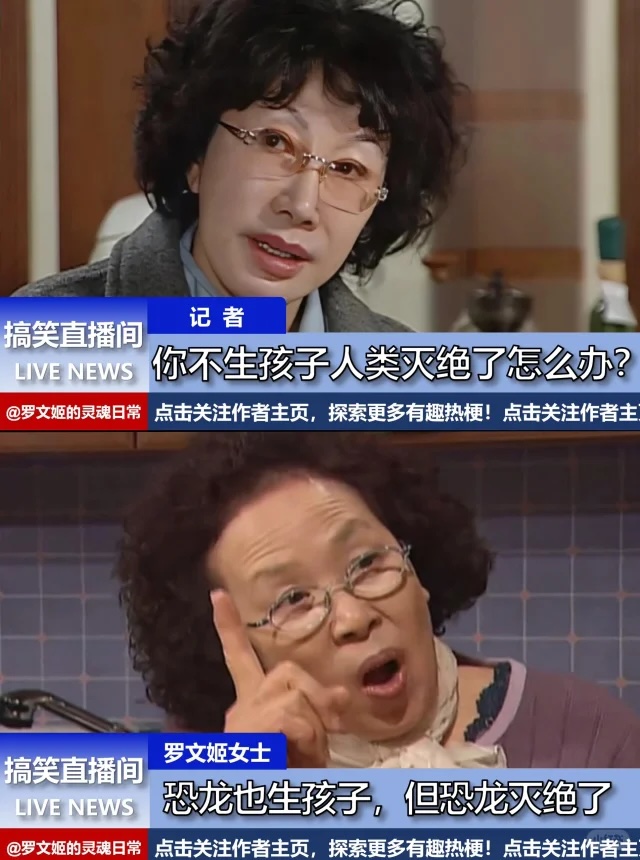 记者
搞笑直播间
LIVE NEWS
你不生孩子人类灭绝了怎么办?
@罗文姬的灵魂日常
点击关注作者主页，探索更多有趣热梗！点击关注作者主
罗文姬女士
搞笑直播间
LIVE NEWS
恐龙也生孩子，但恐龙灭绝了
@罗文姬的灵魂日常
点击关注作者主页，探索更多有趣热梗！点击关注作者主